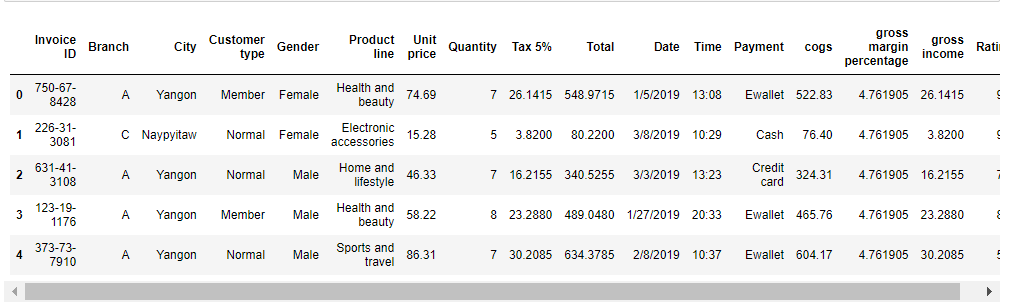 Invoice ID Branch City Customer type Gender Product line Unit price Quantity Tax 5% Total Date Time Payment cogs gross margin percentage gross income
0 750-67-8428 A Yangon Member Female Health and beauty 74.69 7 26.1415 548.9715 1/5/2019 13:08 Ewallet 522.83 4.761905 26.1415
1 226-31-3081 C Naypyitaw Normal Female Electronic accessories 15.28 5 3.8200 80.2200 3/8/2019 10:29 Cash 76.40 4.761905 3.8200
2 631-41-3108 A Yangon Normal Male Home and lifestyle 46.33 7 16.2155 340.5255 3/3/2019 13:23 Credit card 324.31 4.761905 16.2155
3 123-19-1176 A Yangon Member Male Health and beauty 58.22 8 23.2880 489.0480 1/27/2019 20:33 Ewallet 465.76 4.761905 23.2880
4 373-73-7910 A Yangon Normal Male Sports and travel 86.31 7 30.2085 634.3785 2/8/2019 10:37 Ewallet 604.17 4.761905 30.2085